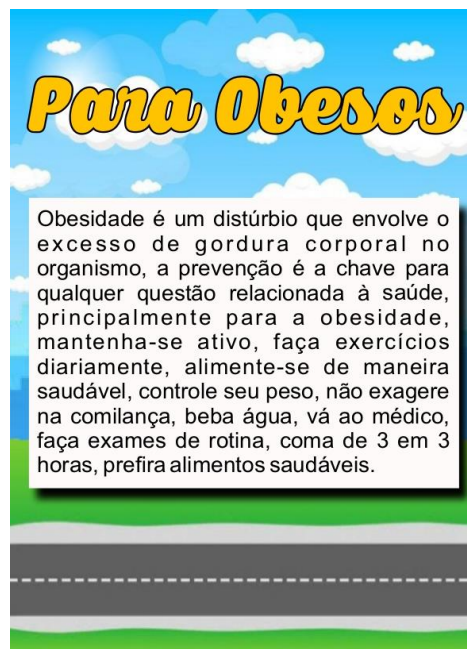 Para Obesos
Obesidade é um distúrbio que envolve o
excesso de gordura corporal no
organismo, a prevenção é a chave para
qualquer questão relacionada à saúde,
principalmente para a obesidade,
mantenha-se ativo, faça exercícios
diariamente, alimente-se de maneira
saudável, controle seu peso, não exagere
na comilança, beba água, vá ao médico,
faça exames de rotina, coma de 3 em 3
horas, prefira alimentos saudáveis.